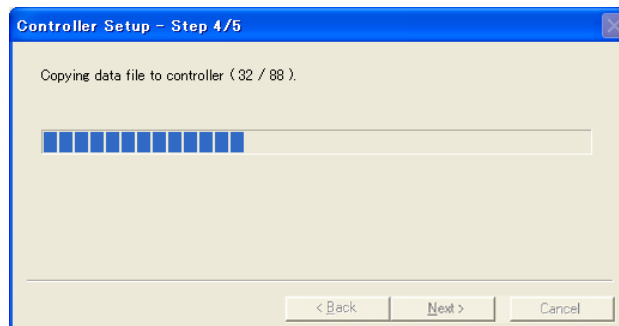 Controller Setup - Step 4/5
Copying data file to controller ( 32 / 88 ).
< Back
Next >
Cancel